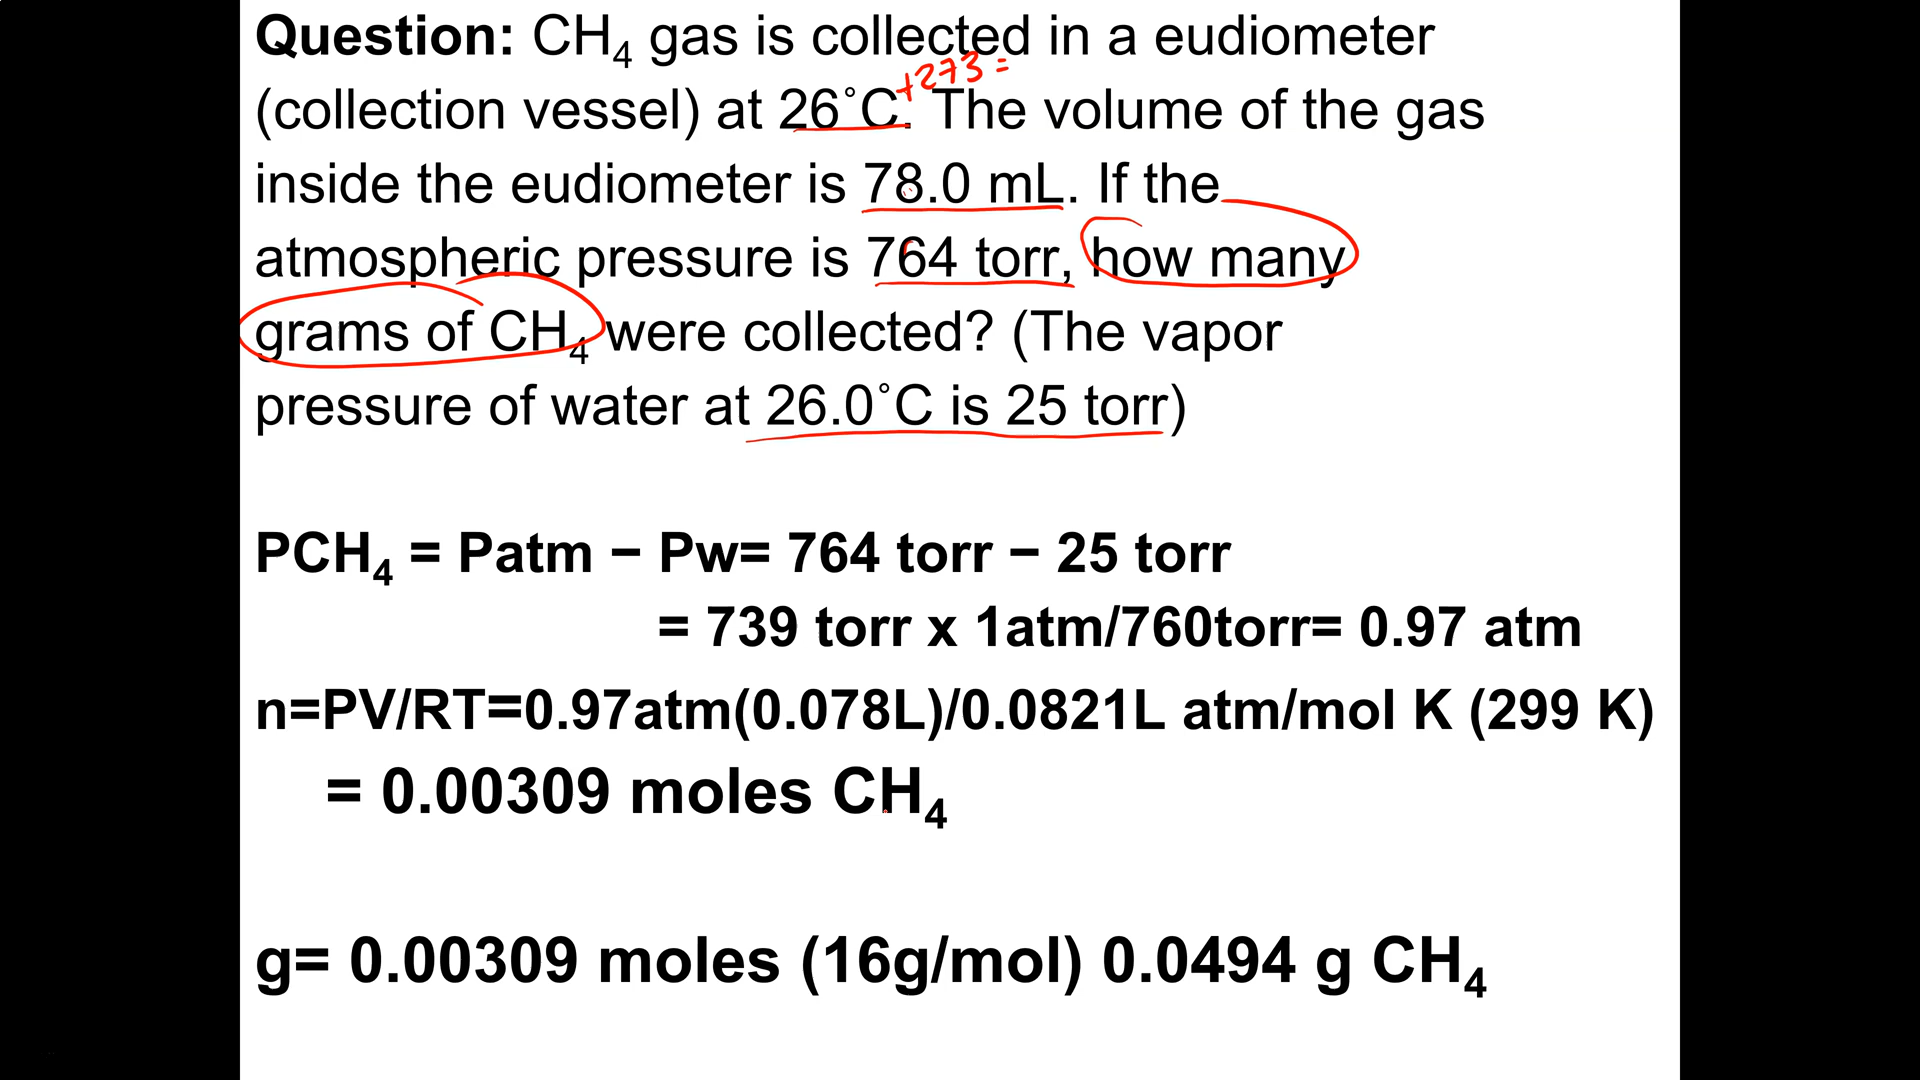 Question: CH₄ gas is collected in a eudiometer
+273 =
(collection vessel) at 26˚C. The volume of the gas
inside the eudiometer is 78.0 mL. If the
atmospheric pressure is 764 torr, how many
grams of CH₄ were collected? (The vapor
pressure of water at 26.0˚C is 25 torr)
PCH₄ = Patm – Pw= 764 torr – 25 torr
= 739 torr x 1atm/760torr= 0.97 atm
n=PV/RT=0.97atm(0.078L)/0.0821L atm/mol K (299 K)
= 0.00309 moles CH₄
g= 0.00309 moles (16g/mol) 0.0494 g CH₄